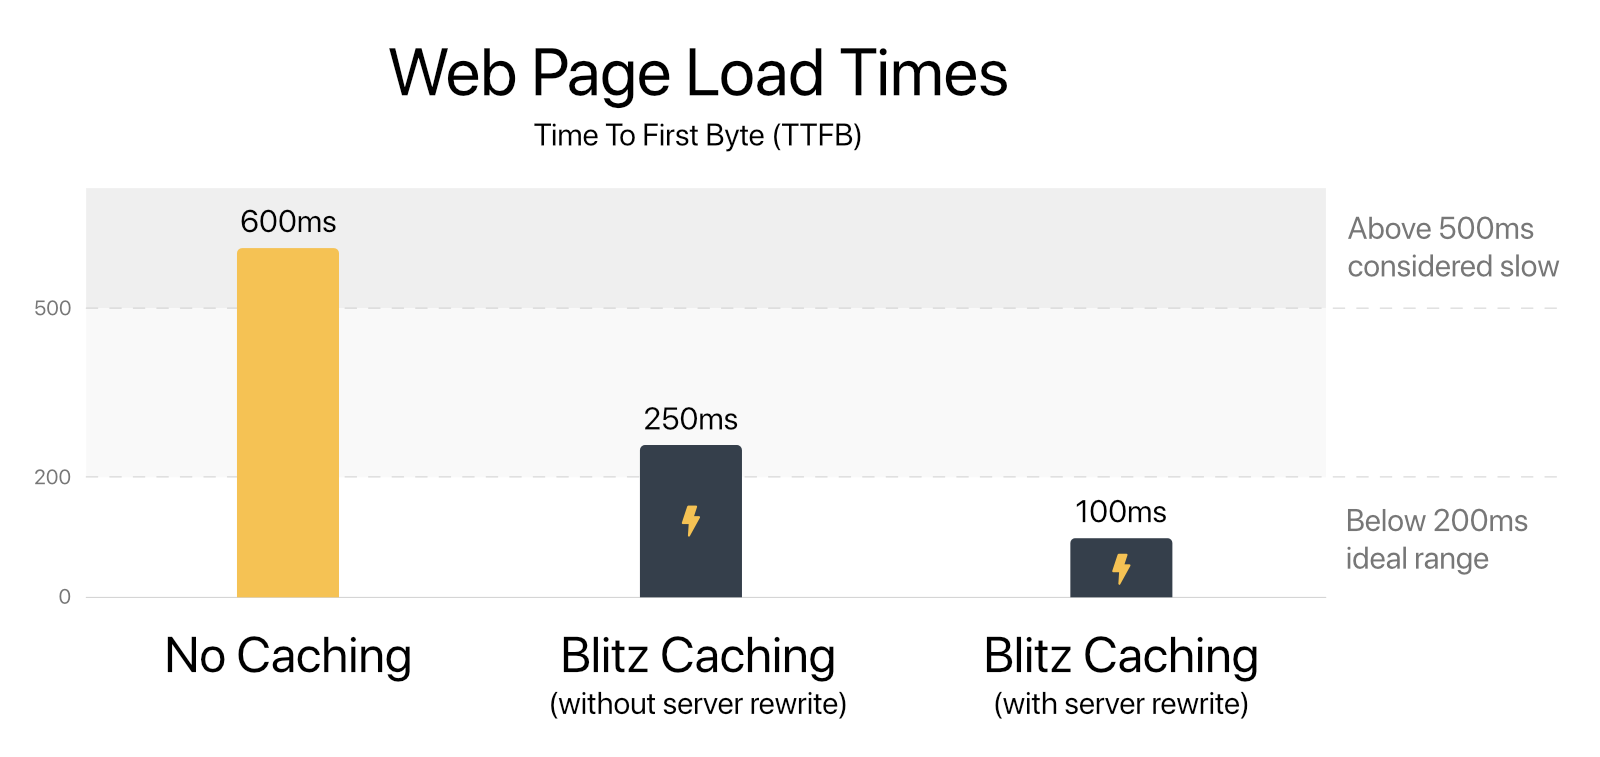 Web Page Load Times
Time To First Byte (TTFB)
600ms
Above 500ms
considered slow
500
250ms
200
100ms
Below 200ms
ideal range
0
No Caching
Blitz Caching
(without server rewrite)
Blitz Caching
(with server rewrite)